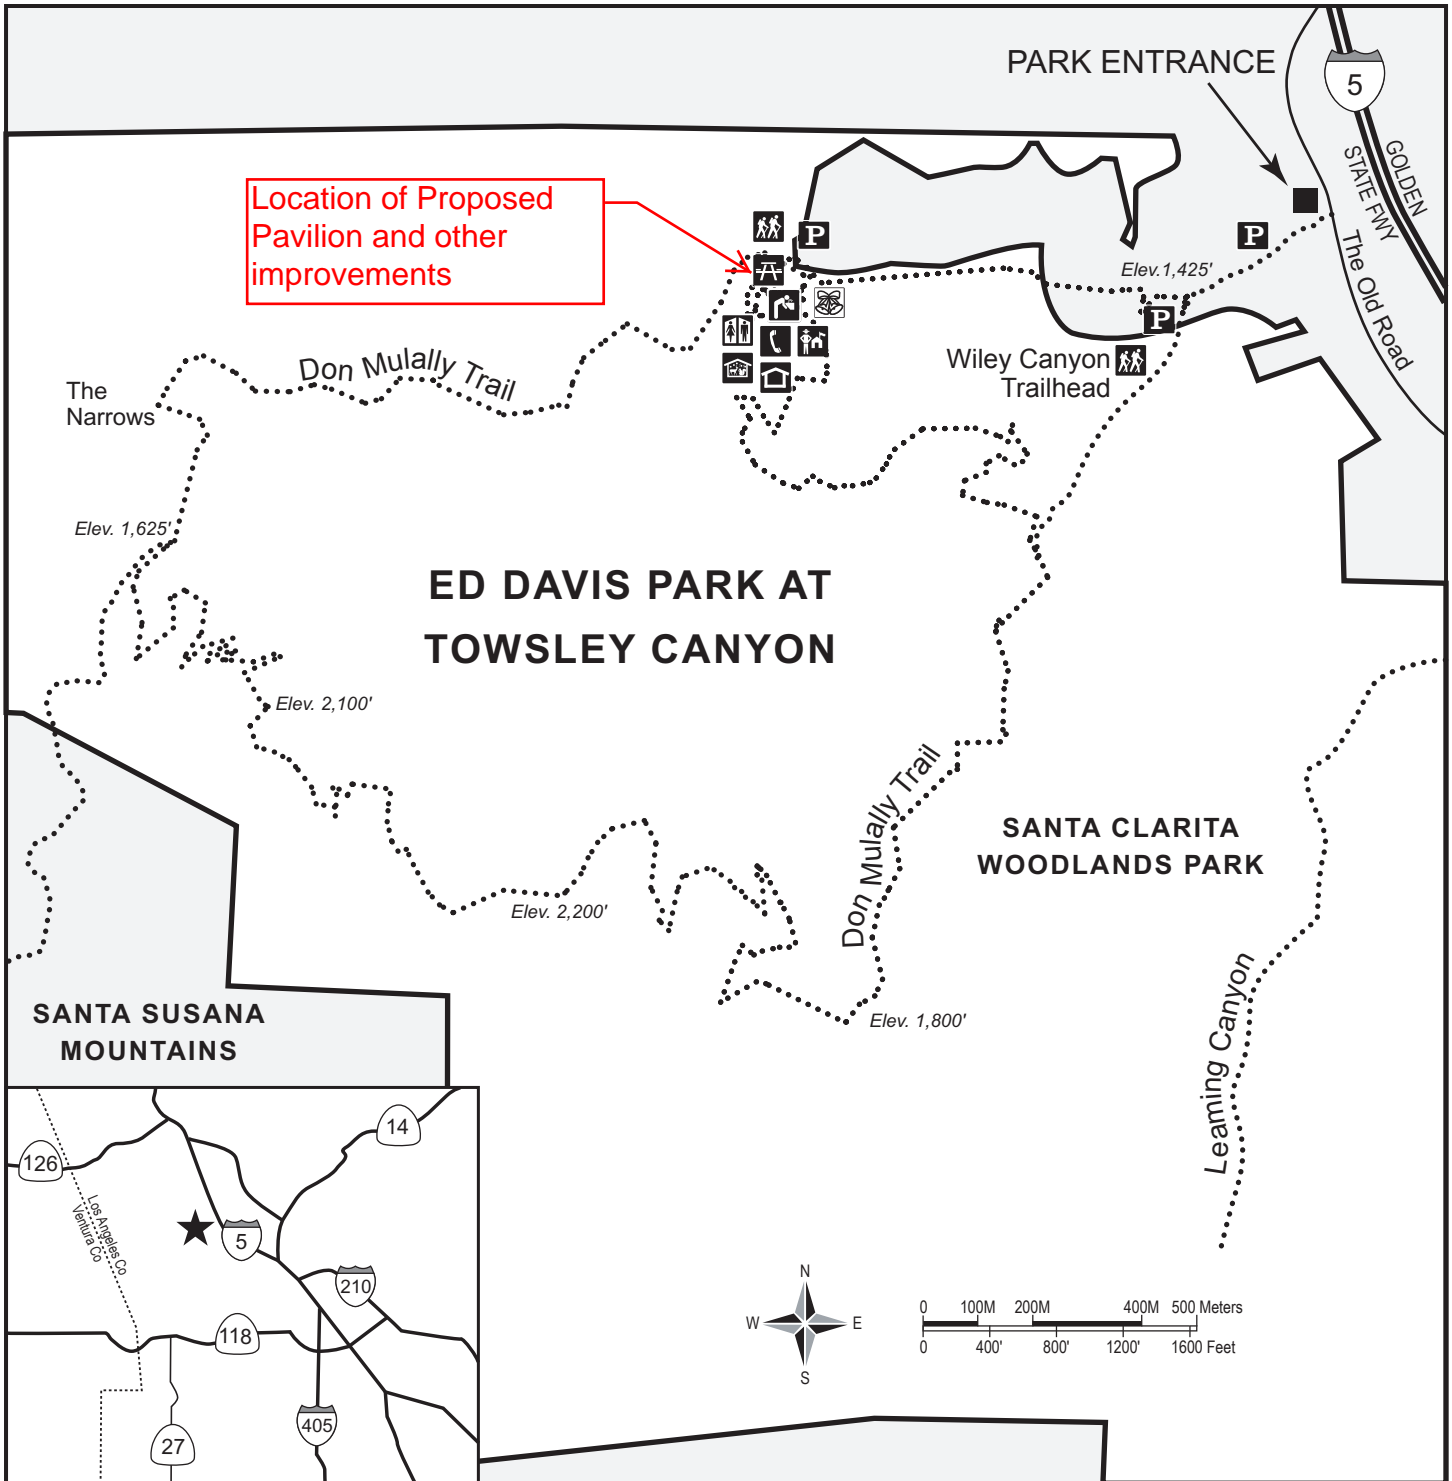 PARK ENTRANCE
5
GOLDEN
STATE FWY
The Old Road
Location of Proposed
Pavilion and other
improvements
P
P
P
Elev.1,425'
Wiley Canyon
Trailhead
Don Mulally Trail
The
Narrows
Elev. 1,625'
ED DAVIS PARK AT
TOWSLEY CANYON
Elev. 2,100'
Don Mulally Trail
SANTA CLARITA
WOODLANDS PARK
Elev. 2,200'
Elev. 1,800'
Leaming Canyon
SANTA SUSANA
MOUNTAINS
14
126
Los Angeles Co
Ventura Co
5
210
118
405
27
N
W E
S
0 100M 200M 400M 500 Meters
0 400' 800' 1200' 1600 Feet